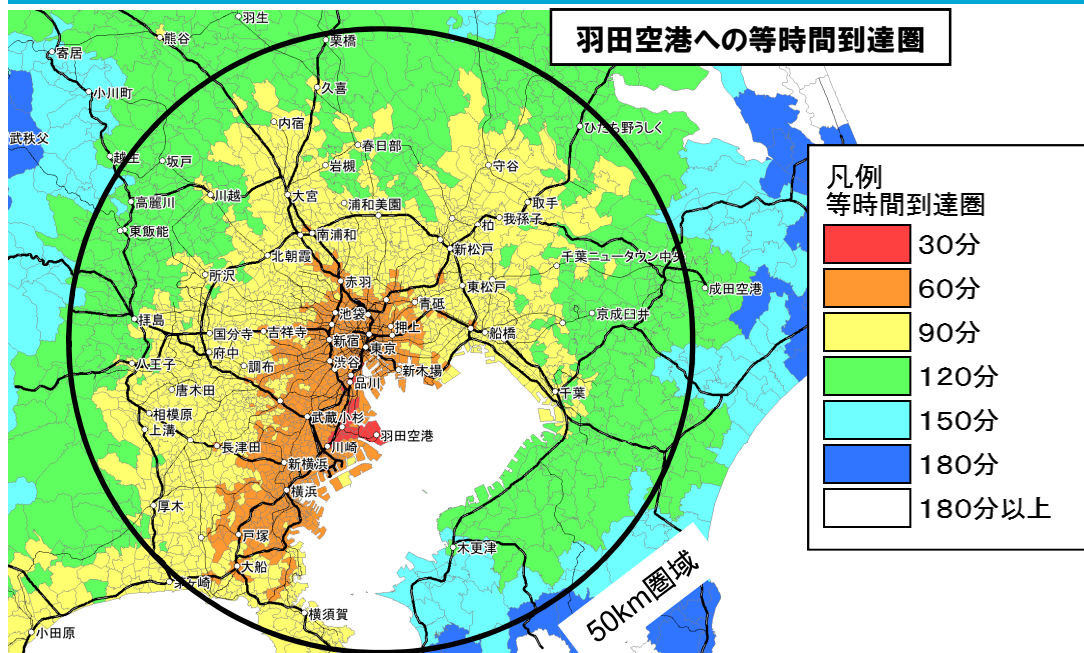 羽田空港への等時間到達圏
羽生
熊谷
栗橋
寄居
久喜
小川町
内宿
ひたち野うしく
武秩父
春日部
越生
坂戸
岩槻
守谷
川越
大宮
高麗川
浦和美園
取手
我孫子
柏
東飯能
南浦和
新松戸
北朝霞
千葉ニュータウン中央
所沢
赤羽
東松戸
成田空港
青砥
池袋
押上
京成臼井
拝島
国分寺
吉祥寺
新宿
東京
船橋
府中
八王子
調布
渋谷
新木場
品川
唐木田
千葉
相模原
武蔵小杉
上溝
羽田空港
長津田
川崎
新横浜
横浜
厚木
戸塚
木更津
大船
茅ヶ崎
横須賀
小田原
50km圏域
凡例
等時間到達圏
30分
60分
90分
120分
150分
180分
180分以上